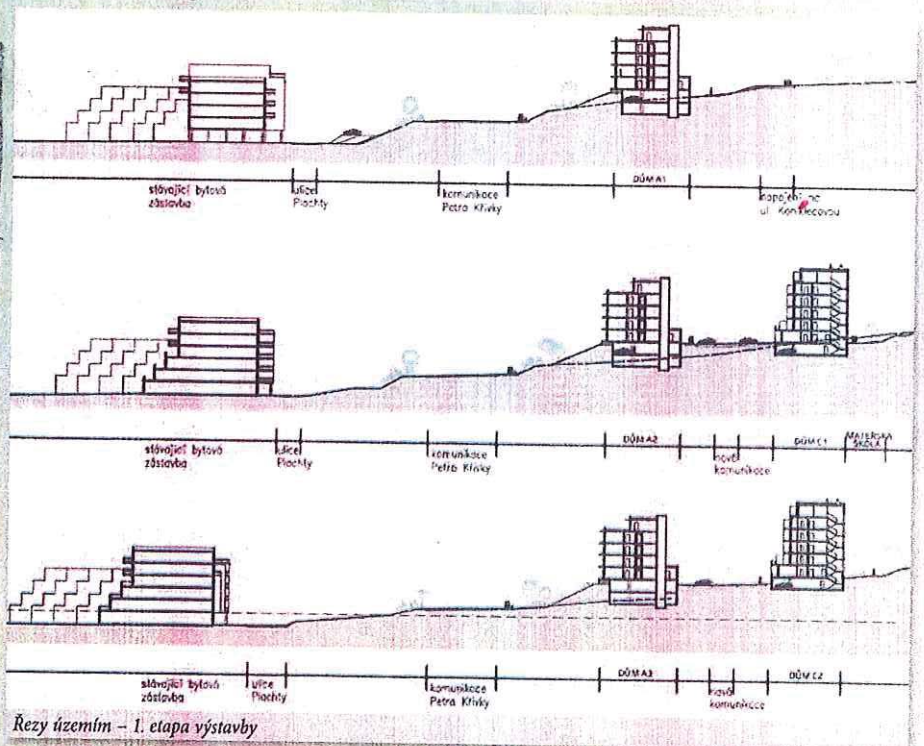 stávající bytová
zástavba
ulice
Plachty
komunikace
Petra Křivky
DŮM A1
napojení na
ul.
stávající bytová
zástavba
ulice
Plachty
komunikace
Petra Křivky
DŮM A2
nové
komunikace
DŮM C1
MATEŘSKÁ
ŠKOLA
stávající bytová
zástavba
ulice
Plachty
komunikace
Petra Křivky
DŮM A3
nová
komunikace
DŮM C2
Řezy územím – 1. etapa výstavby